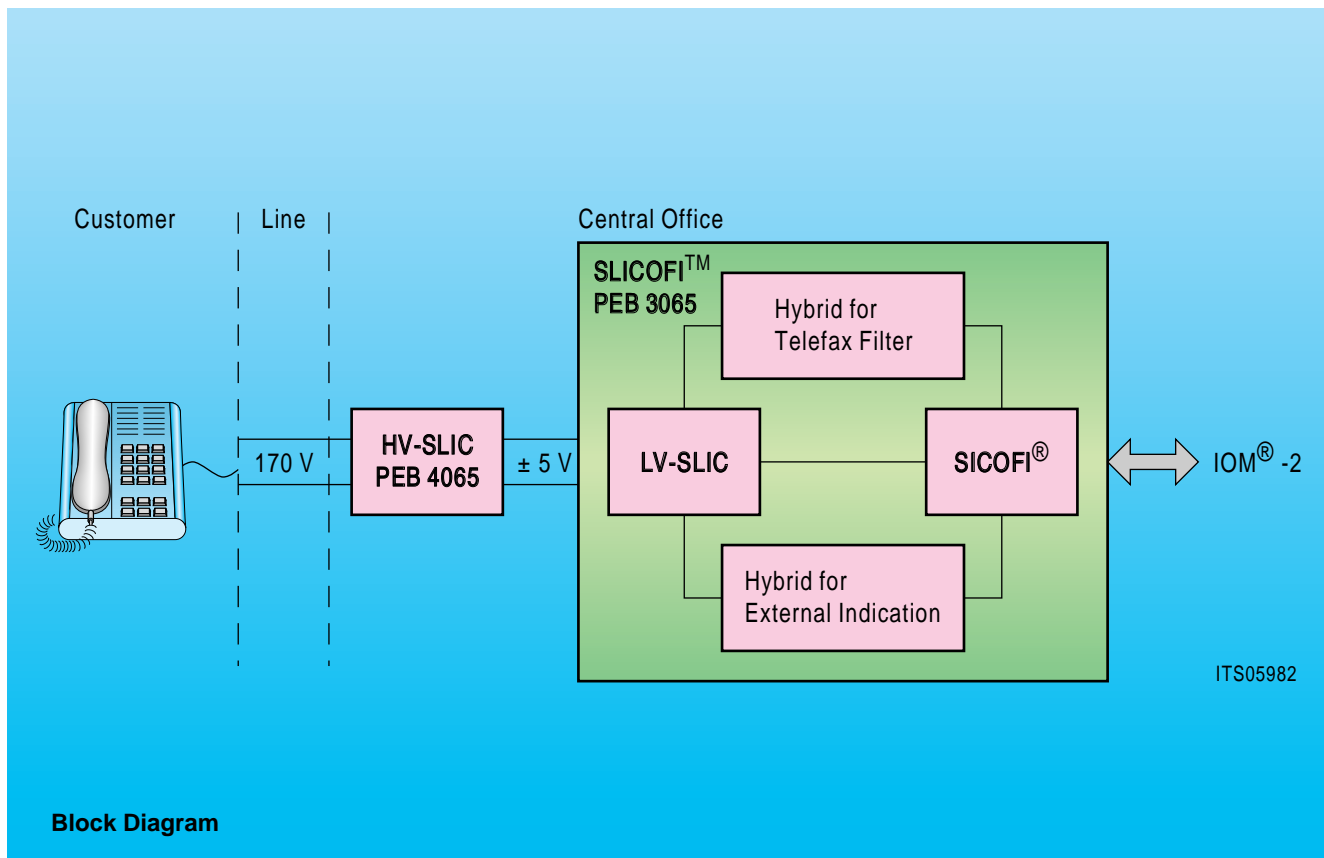 Customer
Line
Central Office
SLICOFI™
PEB 3065
Hybrid for
Telefax Filter
170 V
HV-SLIC
PEB 4065
± 5 V
LV-SLIC
SICOFI®
IOM® -2
Hybrid for
External Indication
ITS05982
Block Diagram